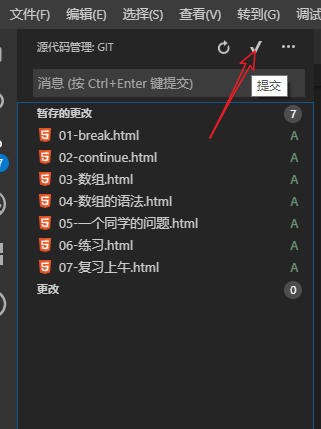 文件(F) 编辑(E) 选择(S) 查看(V) 转到(G) 调试
源代码管理: GIT
消息 (按 Ctrl+Enter 键提交)
提交
暂存的更改 7
01-break.html A
02-continue.html A
03-数组.html A
04-数组的语法.html A
05-一个同学的问题.html A
06-练习.html A
07-复习上午.html A
更改 0
7